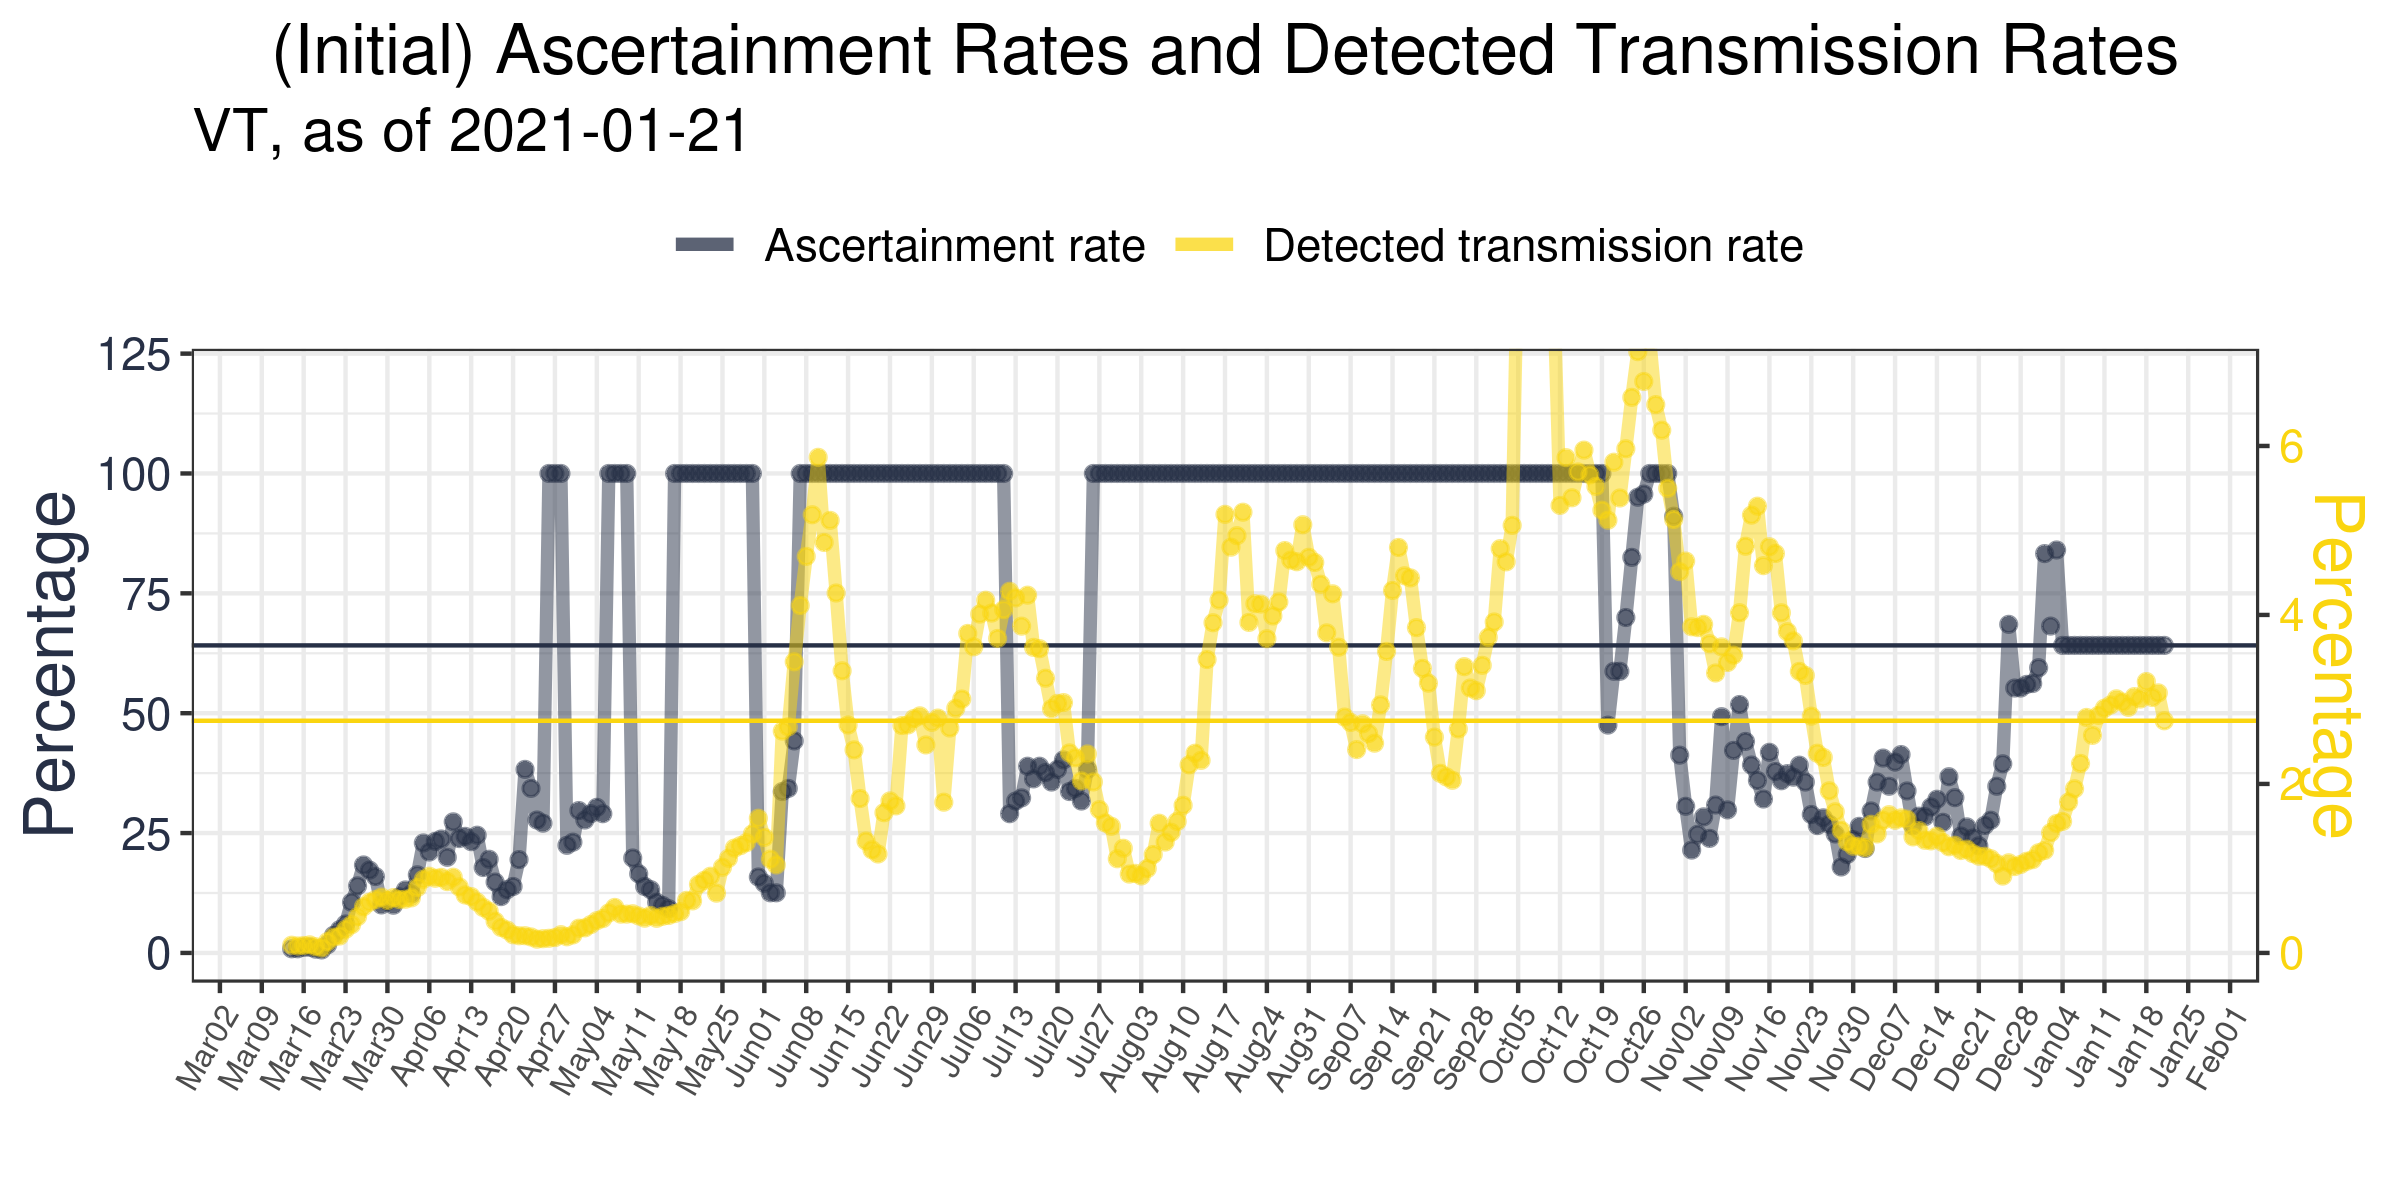 (Initial) Ascertainment Rates and Detected Transmission Rates
VT, as of 2021-01-21
Ascertainment rate
Detected transmission rate
125
100
75
50
25
0
Percentage
6
4
2
0
Percentage
Mar02
Mar09
Mar16
Mar23
Mar30
Apr06
Apr13
Apr20
Apr27
May04
May11
May18
May25
Jun01
Jun08
Jun15
Jun22
Jun29
Jul06
Jul13
Jul20
Jul27
Aug03
Aug10
Aug17
Aug24
Aug31
Sep07
Sep14
Sep21
Sep28
Oct05
Oct12
Oct19
Oct26
Nov02
Nov09
Nov16
Nov23
Nov30
Dec07
Dec14
Dec21
Dec28
Jan04
Jan11
Jan18
Jan25
Feb01